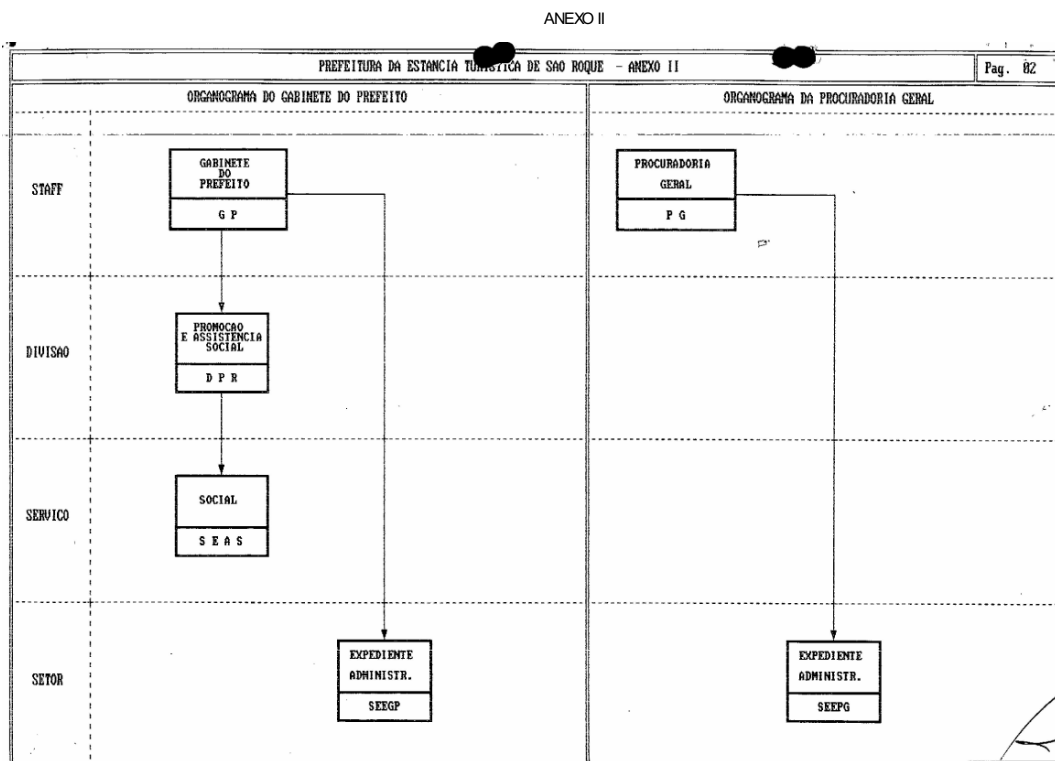 ANEXO II
PREFEITURA DA ESTANCIA TURISTICA DE SAO ROQUE - ANEXO II
Pag. 02
ORGANOGRAMA DO GABINETE DO PREFEITO
ORGANOGRAMA DA PROCURADORIA GERAL
STAFF
GABINETE
DO
PREFEITO
G P
PROCURADORIA
GERAL
P G
DIVISAO
PROMOCAO
E ASSISTENCIA
SOCIAL
D P R
SERVICO
SOCIAL
S E A S
SETOR
EXPEDIENTE
ADMINISTR.
SEEGP
EXPEDIENTE
ADMINISTR.
SEEPG